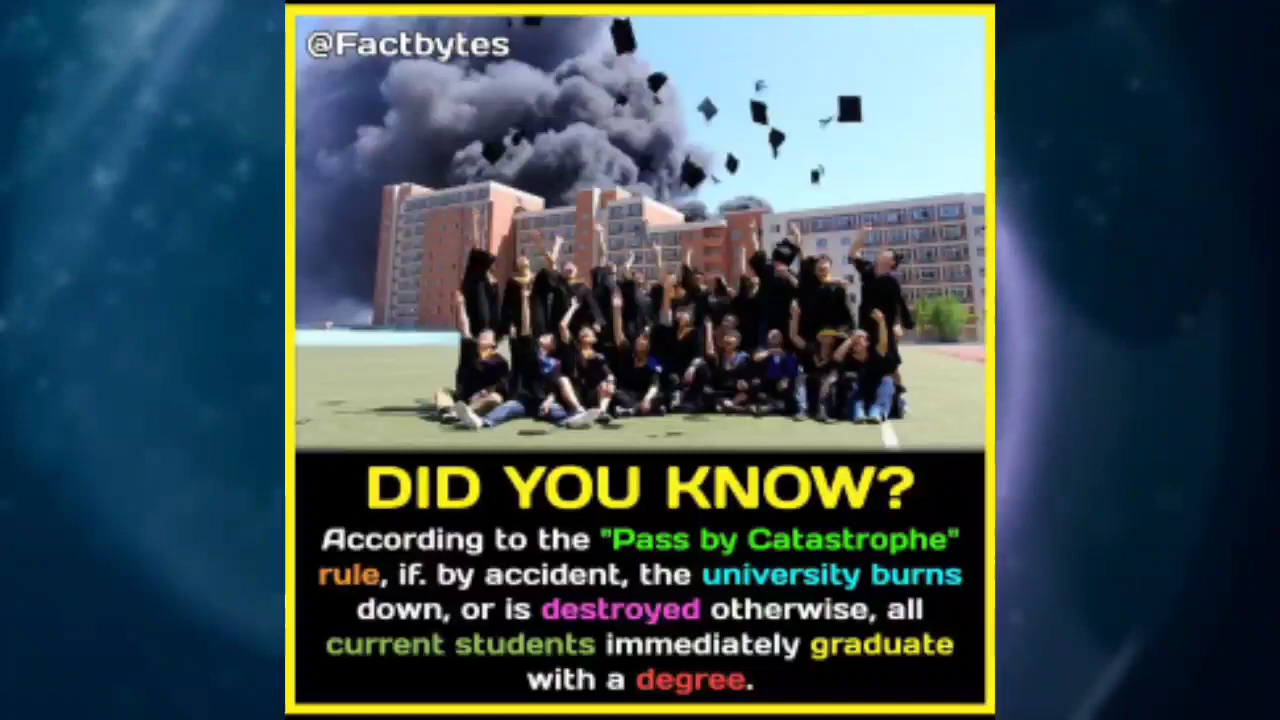 @Factbytes
DID YOU KNOW?
According to the "Pass by Catastrophe"
rule, if. by accident, the university burns
down, or is destroyed otherwise, all
current students immediately graduate
with a degree.